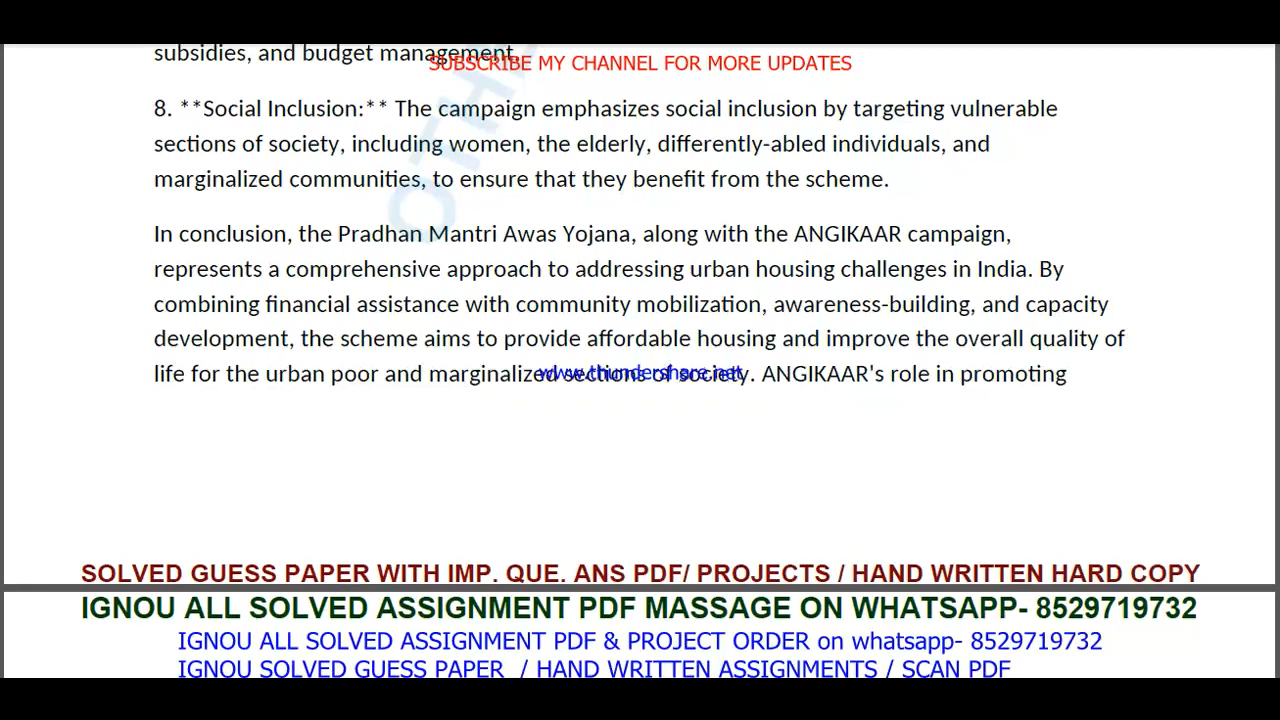 subsidies, and budget management.
SUBSCRIBE MY CHANNEL FOR MORE UPDATES
8. **Social Inclusion:** The campaign emphasizes social inclusion by targeting vulnerable
sections of society, including women, the elderly, differently-abled individuals, and
marginalized communities, to ensure that they benefit from the scheme.
In conclusion, the Pradhan Mantri Awas Yojana, along with the ANGIKAAR campaign,
represents a comprehensive approach to addressing urban housing challenges in India. By
combining financial assistance with community mobilization, awareness-building, and capacity
development, the scheme aims to provide affordable housing and improve the overall quality of
life for the urban poor and marginalized sections of society. ANGIKAAR's role in promoting
www.thundershare.net
SOLVED GUESS PAPER WITH IMP. QUE. ANS PDF/ PROJECTS / HAND WRITTEN HARD COPY
IGNOU ALL SOLVED ASSIGNMENT PDF MASSAGE ON WHATSAPP- 8529719732
IGNOU ALL SOLVED ASSIGNMENT PDF & PROJECT ORDER on whatsapp- 8529719732
IGNOU SOLVED GUESS PAPER / HAND WRITTEN ASSIGNMENTS / SCAN PDF